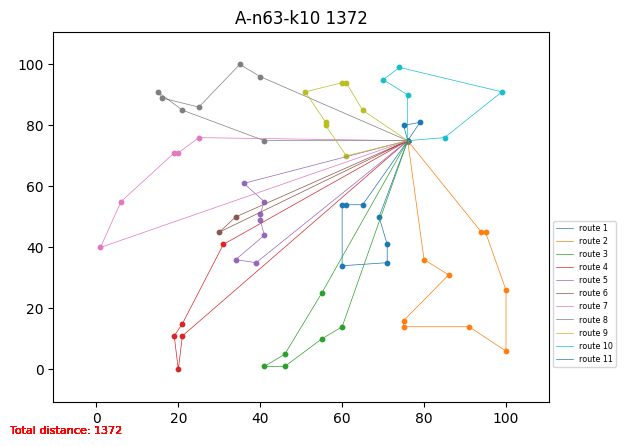 A-n63-k10 1372
100
80
60
40
20
0
0 20 40 60 80 100
route 1
route 2
route 3
route 4
route 5
route 6
route 7
route 8
route 9
route 10
route 11
Total distance: 1372